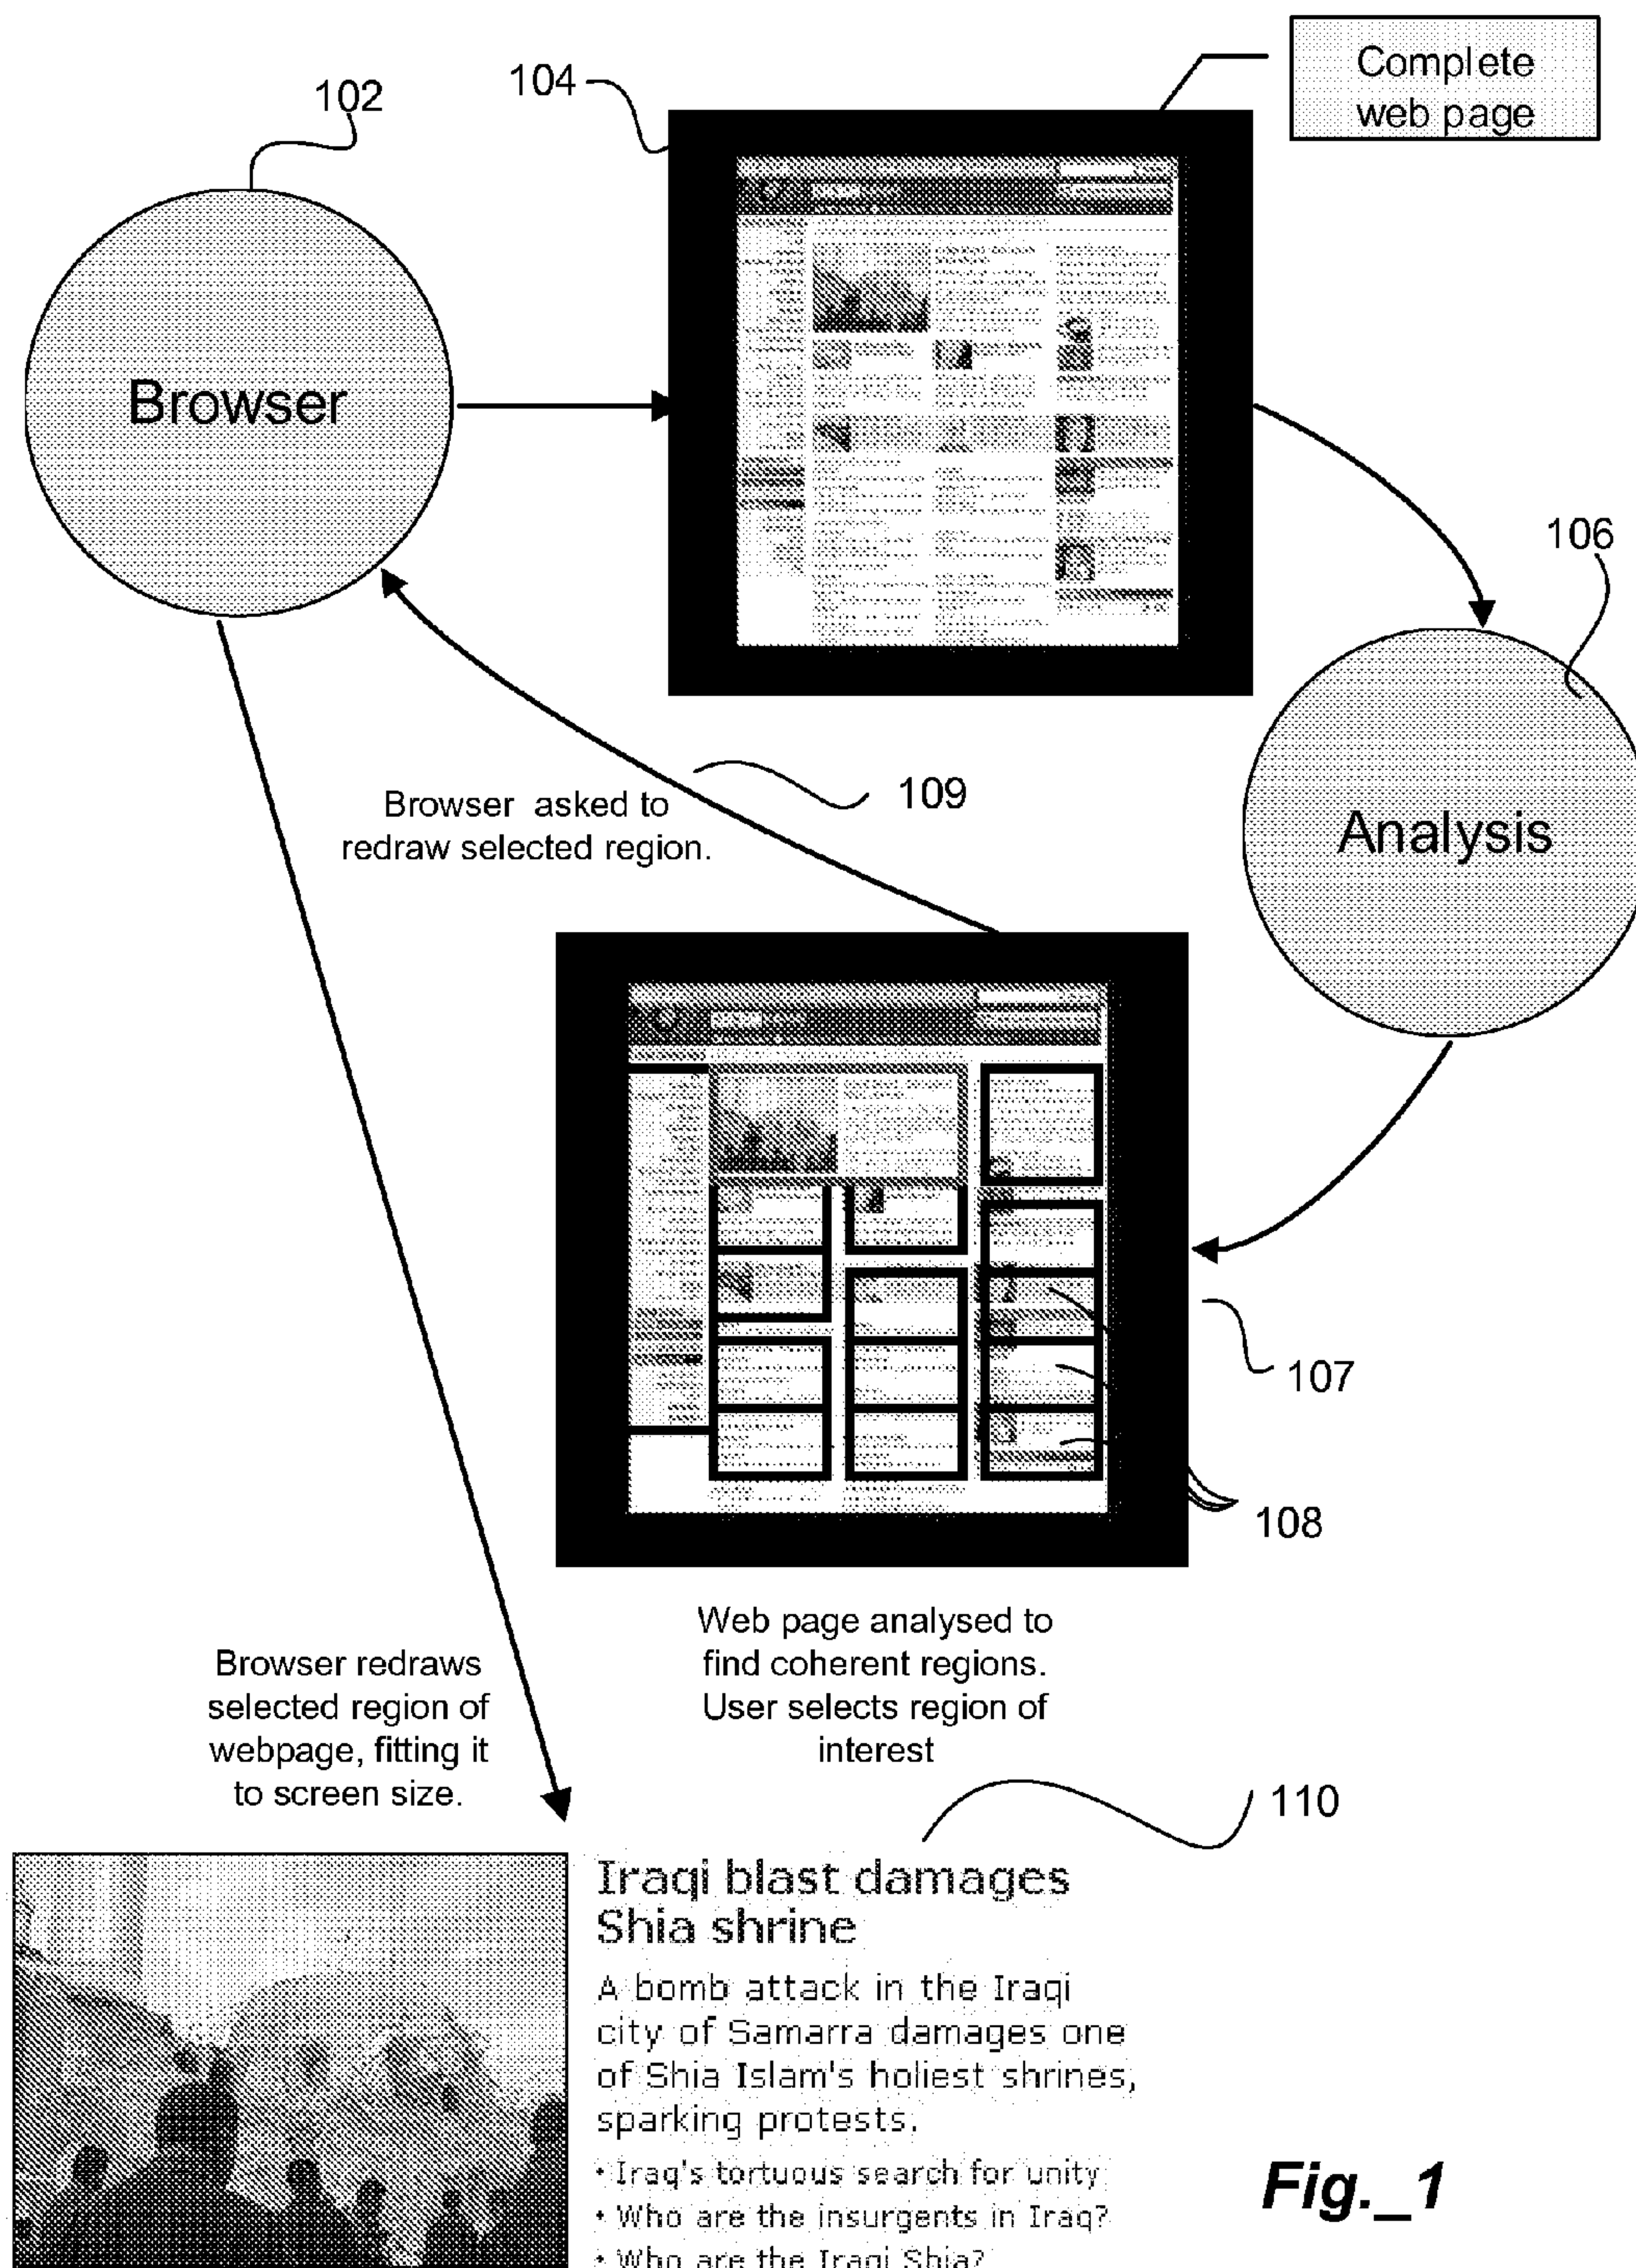 Complete
web page
102
104
Browser
106
Analysis
109
Browser asked to
redraw selected region.
107
108
Web page analysed to
find coherent regions.
User selects region of
interest
Browser redraws
selected region of
webpage, fitting it
to screen size.
110
Iraqi blast damages
Shia shrine
A bomb attack in the Iraqi
city of Samarra damages one
of Shia Islam's holiest shrines,
sparking protests.
• Iraq's tortuous search for unity
• Who are the insurgents in Iraq?
• Who are the Iraqi Shia?
Fig._1